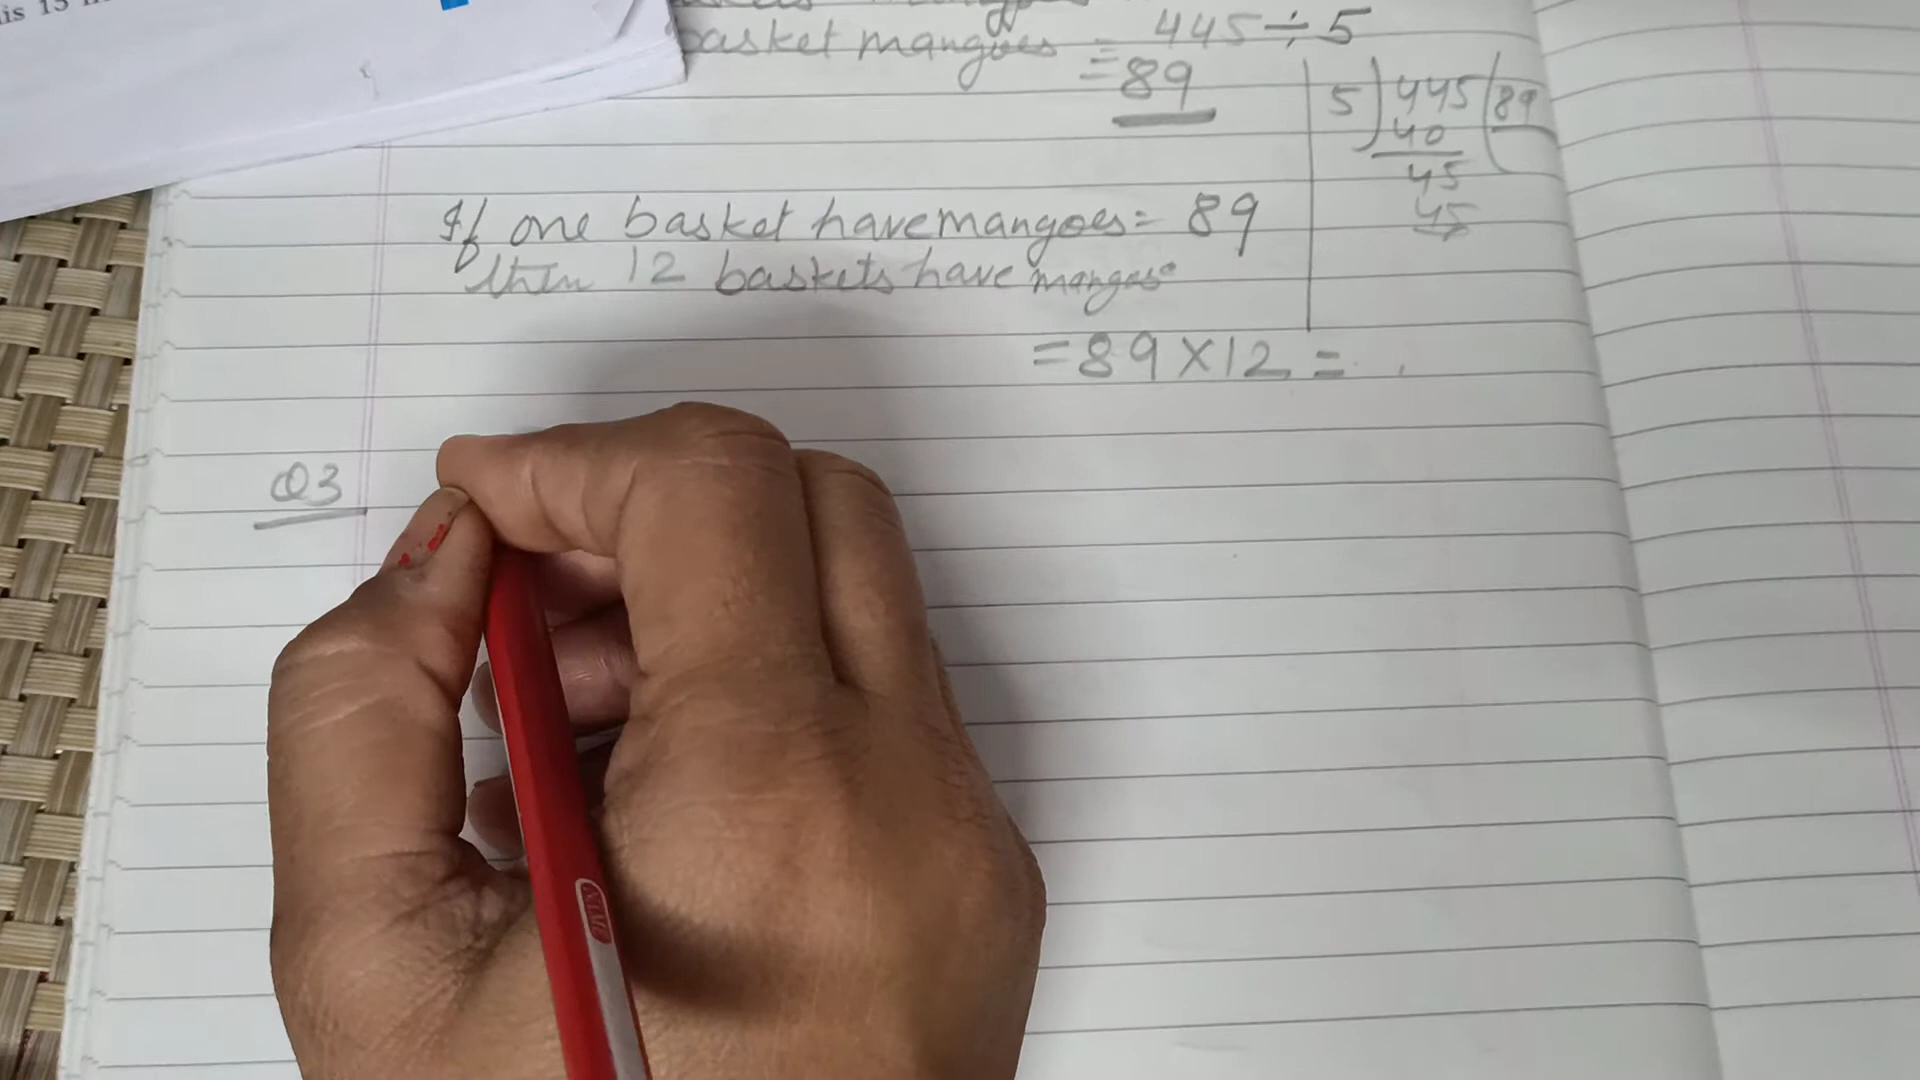 is 15
basket mangoes = 445 ÷ 5
= 89
5 ) 445 ( 89
40
45
45
If one basket have mangoes = 89
then 12 baskets have mangoes
= 89 × 12 =
Q3